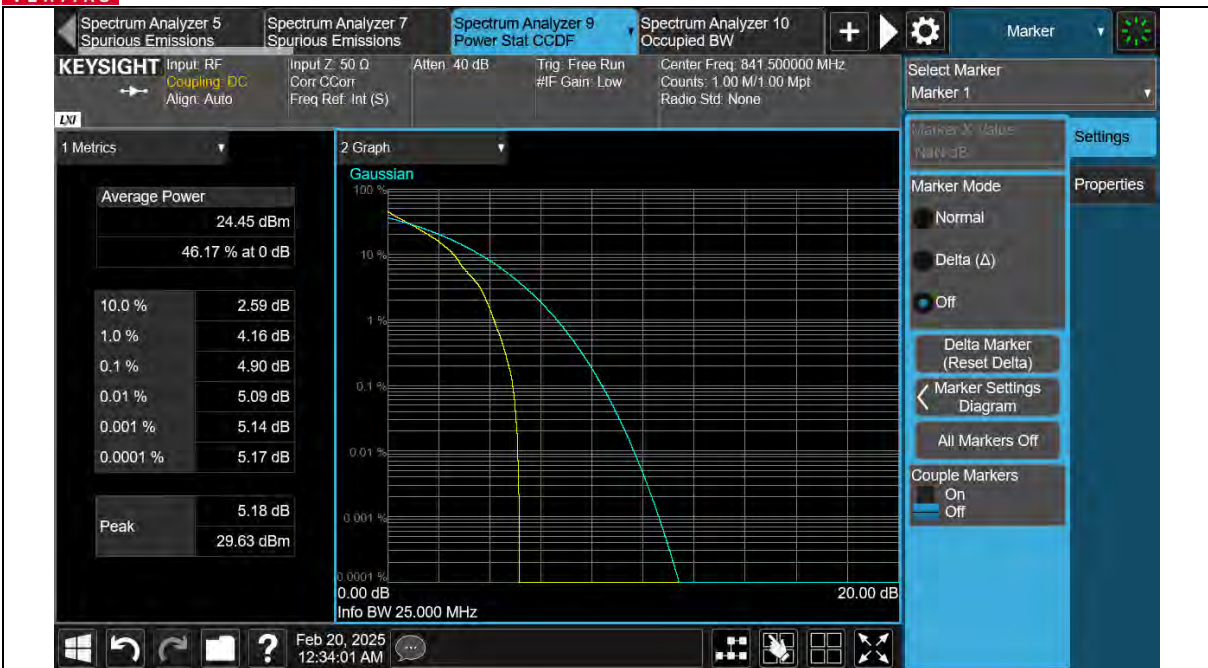 Spectrum Analyzer 5
Spurious Emissions
Spectrum Analyzer 7
Spurious Emissions
Spectrum Analyzer 9
Power Stat CCDF
Spectrum Analyzer 10
Occupied BW
+
Marker
KEYSIGHT
Input: RF
Coupling: DC
Align: Auto
Input Z: 50 Ω
Corr CCorr
Freq Ref: Int (S)
Atten: 40 dB
Trig: Free Run
#IF Gain: Low
Center Freq: 841.500000 MHz
Counts: 1.00 M/1.00 Mpt
Radio Std: None
LXI
Select Marker
Marker 1
1 Metrics
Average Power
24.45 dBm
46.17 % at 0 dB
10.0 % 2.59 dB
1.0 % 4.16 dB
0.1 % 4.90 dB
0.01 % 5.09 dB
0.001 % 5.14 dB
0.0001 % 5.17 dB
Peak
5.18 dB
29.63 dBm
2 Graph
Gaussian
100 %
10 %
1 %
0.1 %
0.01 %
0.001 %
0.0001 %
0.00 dB
20.00 dB
Info BW 25.000 MHz
Marker X Value
NaN dB
Settings
Properties
Marker Mode
Normal
Delta (Δ)
Off
Delta Marker
(Reset Delta)
Marker Settings
Diagram
All Markers Off
Couple Markers
On
Off
?
Feb 20, 2025
12:34:01 AM